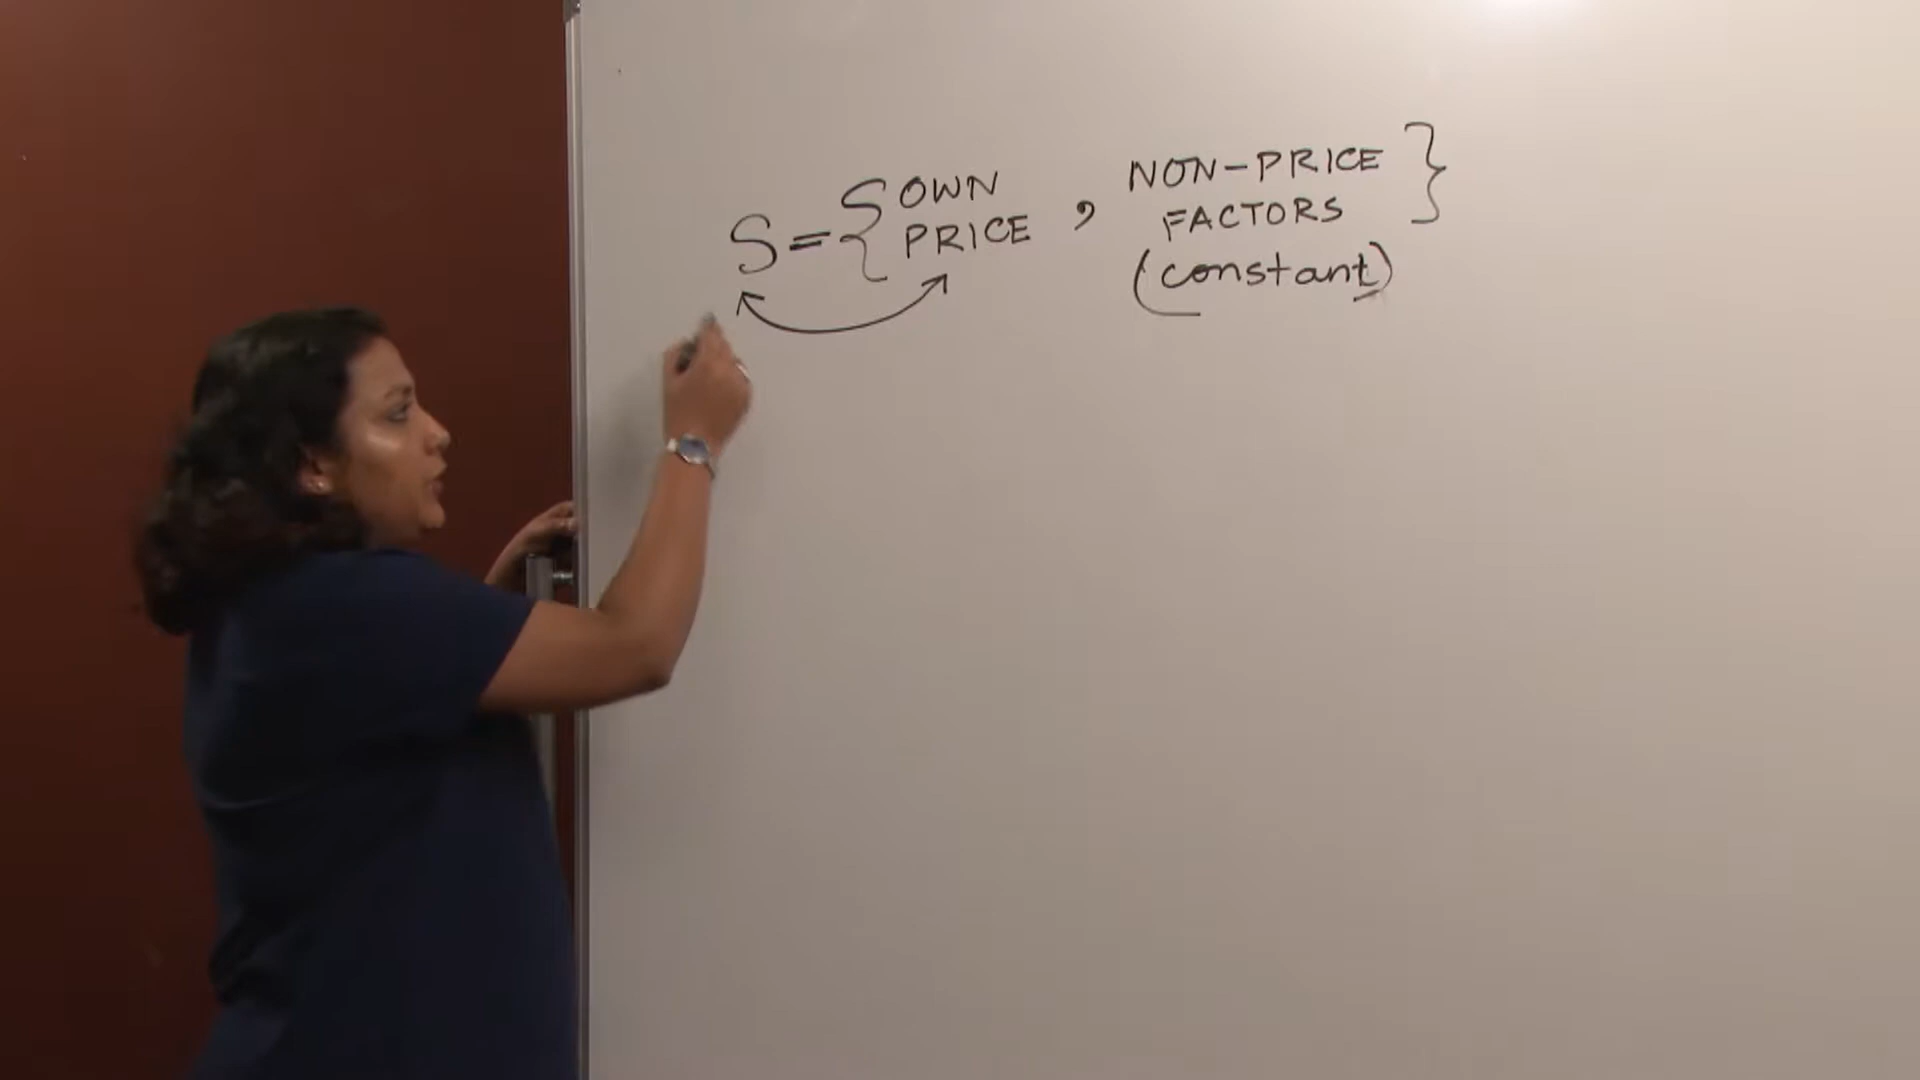 S = { OWN PRICE , NON-PRICE FACTORS }
(constant)